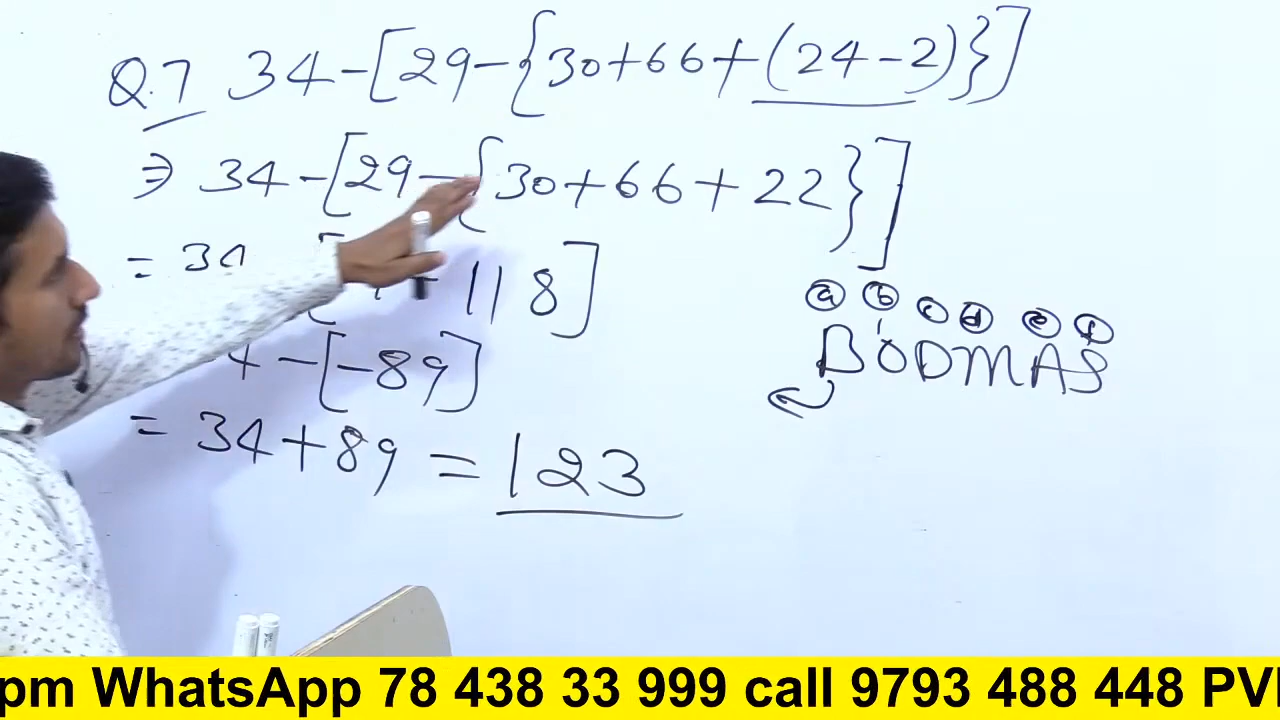 Q.7 34-[29-{30+66+(24-2)}]
⇒ 34-[29-{30+66+22}]
= 34 [ 118]
4-[-89]
= 34+89 = 123
a b c d e f
BODMAS
pm WhatsApp 78 438 33 999 call 9793 488 448 PVI